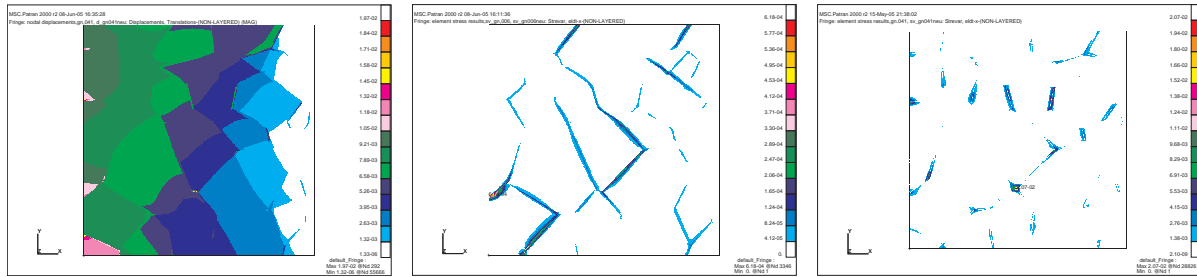 MSC.Patran 2000 r2 08-Jun-05 16:35:28
Fringe: nodal displacements,gn.041, d_gn041neu: Displacements, Translations-(NON-LAYERED) (MAG)
1.97-02
1.84-02
1.71-02
1.58-02
1.45-02
1.32-02
1.18-02
1.05-02
9.21-03
7.89-03
6.58-03
5.26-03
3.95-03
2.63-03
1.32-03
1.33-06
Y
Z X
default_Fringe :
Max 1.97-02 @Nd 292
Min 1.32-06 @Nd 55666
MSC.Patran 2000 r2 08-Jun-05 16:11:36
Fringe: element stress results,sv_gn,006, sv_gn000neu: Strevar, eldt-x-(NON-LAYERED)
6.18-04
5.77-04
5.36-04
4.95-04
4.53-04
4.12-04
3.71-04
3.30-04
2.89-04
2.47-04
2.06-04
1.65-04
1.24-04
8.24-05
4.12-05
0.
Y
Z X
default_Fringe :
Max 6.18-04 @Nd 3346
Min 0. @Nd 1
MSC.Patran 2000 r2 15-May-05 21:38:02
Fringe: element stress results,gn.041, sv_gn041neu: Strevar, eldt-x-(NON-LAYERED)
2.07-02
1.94-02
1.80-02
1.66-02
1.52-02
1.38-02
1.24-02
1.11-02
9.68-03
8.29-03
6.91-03
5.53-03
4.15-03
2.76-03
1.38-03
2.10-09
07-02
Y
Z X
default_Fringe :
Max 2.07-02 @Nd 28826
Min 0. @Nd 1